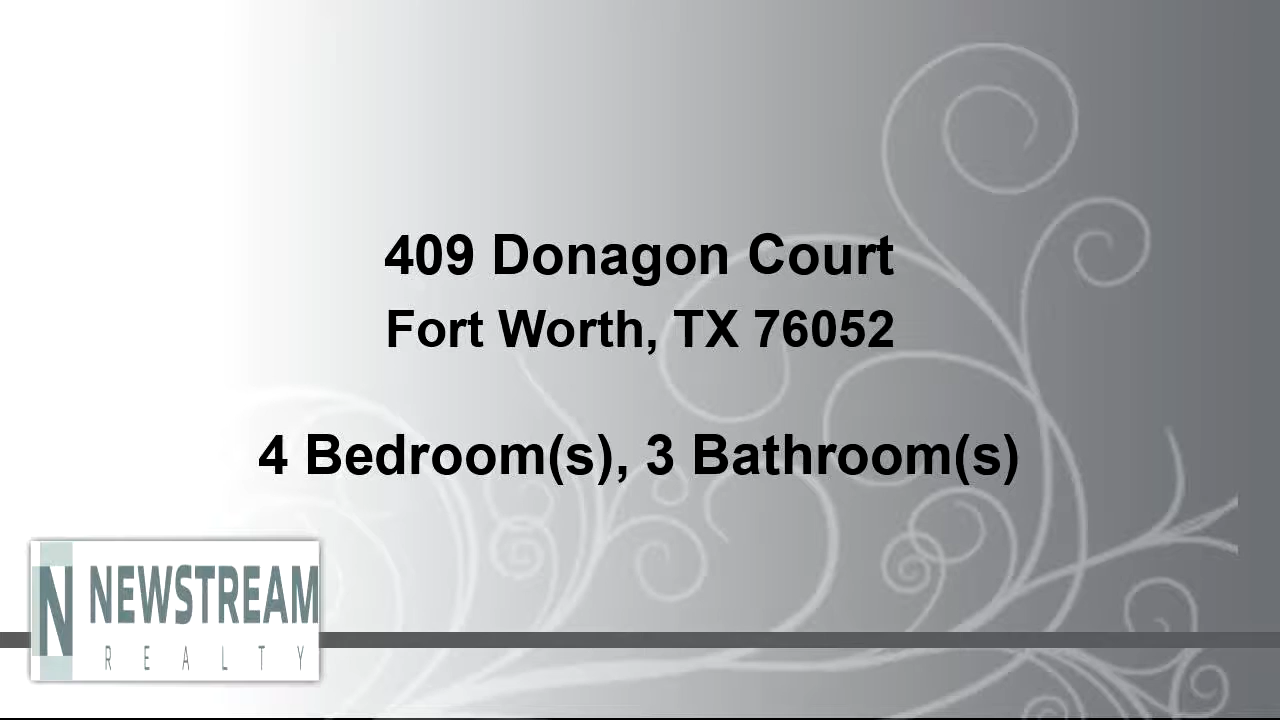 409 Donagon Court
Fort Worth, TX 76052
4 Bedroom(s), 3 Bathroom(s)
N NEWSTREAM
REALTY